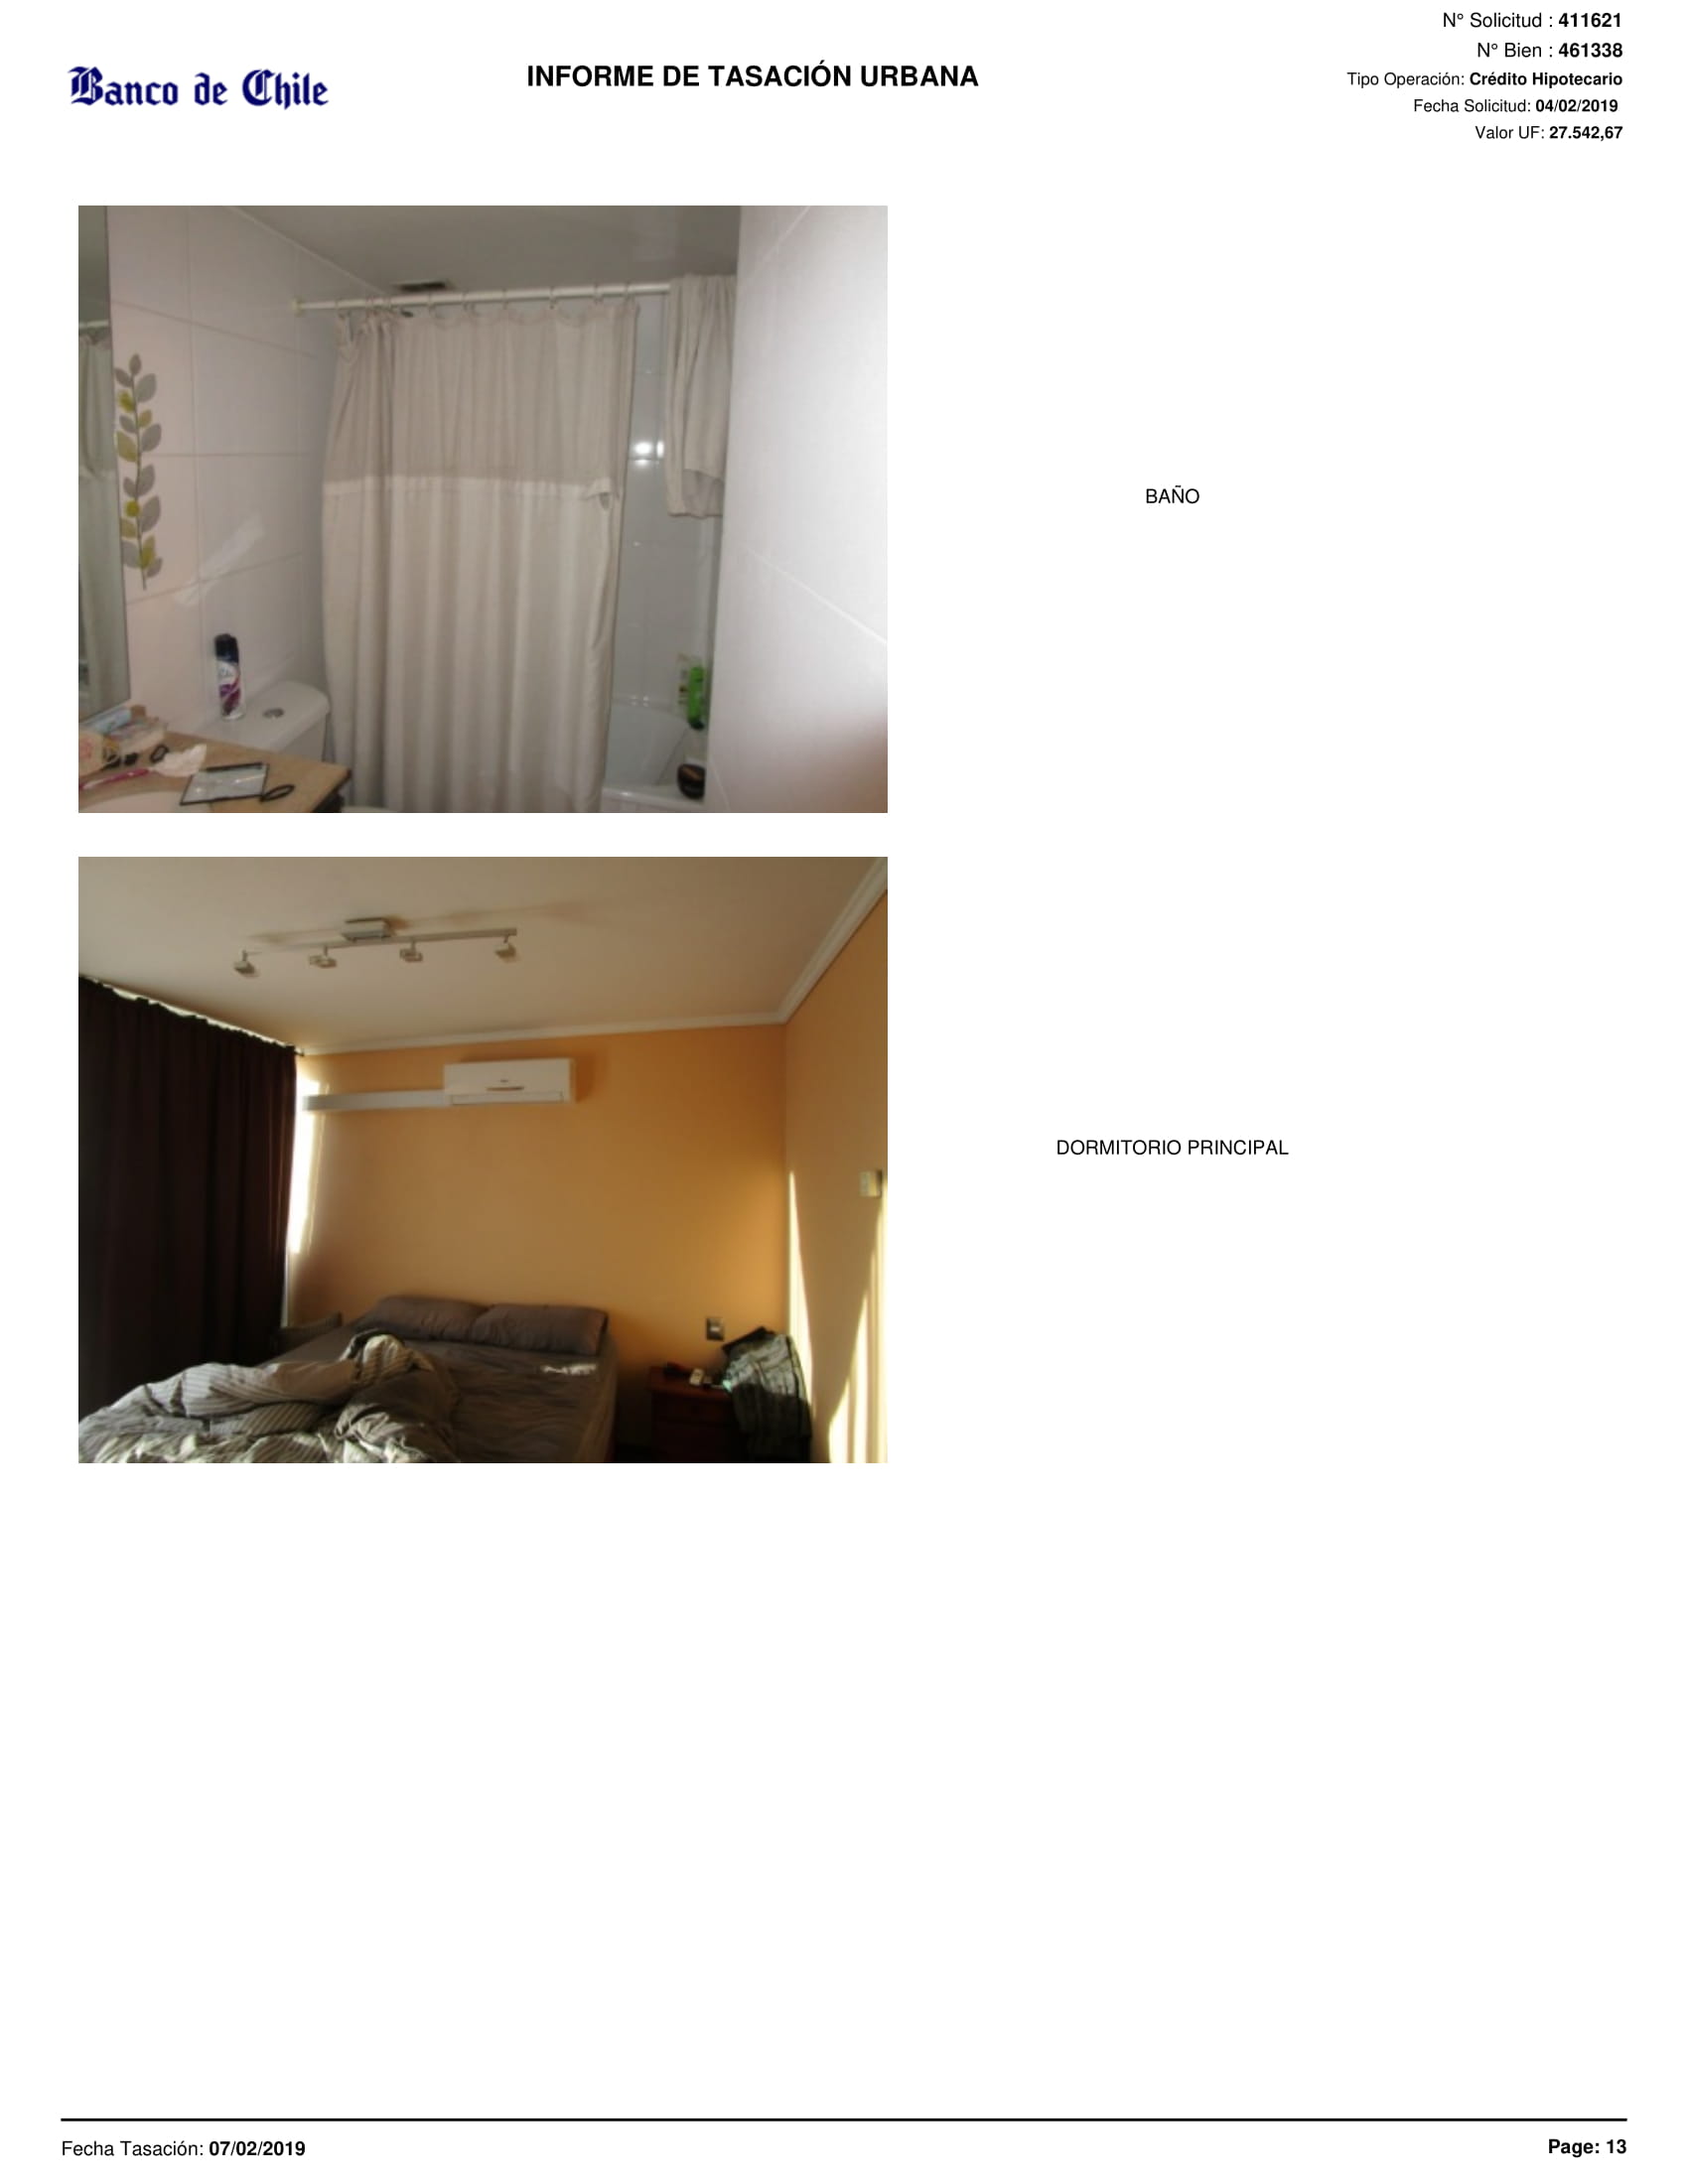 N° Solicitud : 411621
N° Bien : 461338
Tipo Operación: Crédito Hipotecario
Fecha Solicitud: 04/02/2019
Valor UF: 27.542,67
Banco de Chile
INFORME DE TASACIÓN URBANA
BAÑO
DORMITORIO PRINCIPAL
Fecha Tasación: 07/02/2019
Page: 13